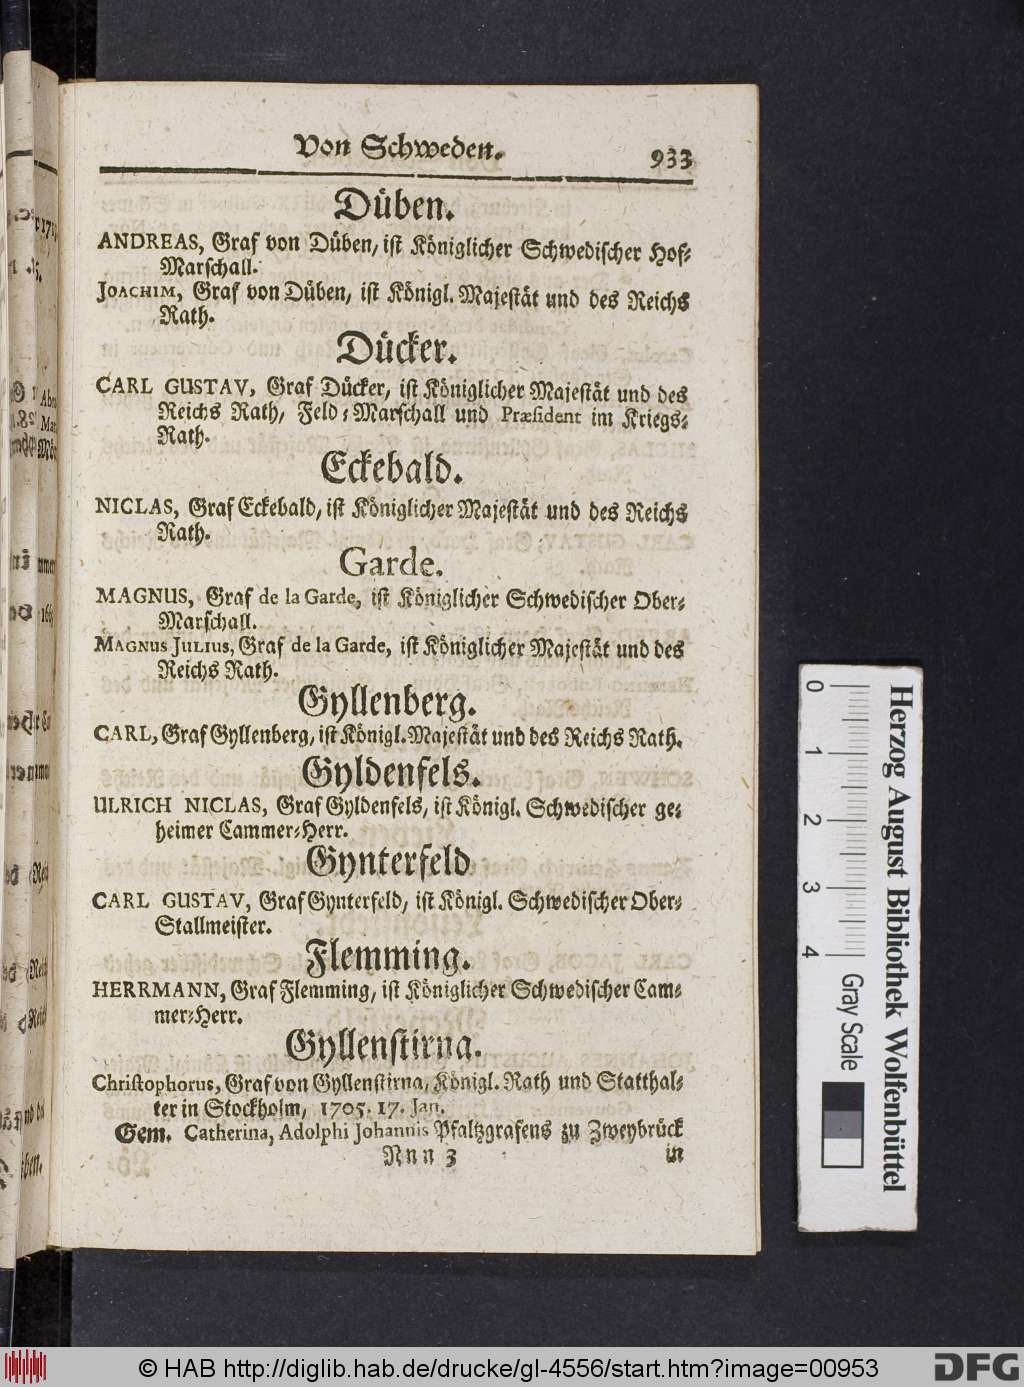 Von Schweden. 933
Düben.
ANDREAS, Graf von Düben, ist Königlicher Schwedischer Hof-
Marschall.
JOACHIM, Graf von Düben, ist Königl. Majestät und des Reichs
Rath.
Dücker.
CARL GUSTAV, Graf Dücker, ist Königlicher Majestät und des
Reichs Rath, Feld-Marschall und Præsident im Kriegs-
Rath.
Eckebald.
NICLAS, Graf Eckebald, ist Königlicher Majestät und des Reichs
Rath.
Garde.
MAGNUS, Graf de la Garde, ist Königlicher Schwedischer Ober-
Marschall.
MAGNUS JULIUS, Graf de la Garde, ist Königlicher Majestät und des
Reichs Rath.
Gyllenberg.
CARL, Graf Gyllenberg, ist Königl. Majestät und des Reichs Rath.
Gyldenfels.
ULRICH NICLAS, Graf Gyldenfels, ist Königl. Schwedischer ge-
heimer Cammer-Herr.
Gynterfeld
CARL GUSTAV, Graf Gynterfeld, ist Königl. Schwedischer Ober-
Stallmeister.
Flemming.
HERRMANN, Graf Flemming, ist Königlicher Schwedischer Cam-
mer-Herr.
Gyllenstirna.
Christophorus, Graf von Gyllenstirna, Königl. Rath und Statthal-
ter in Stockholm, 1705. 17. Jan.
Gem. Catherina, Adolphi Johannis Pfaltzgrafens zu Zweybrück
Nnn 3 in
Herzog August Bibliothek Wolfenbüttel
0 1 2 3 4 Gray Scale
© HAB http://diglib.hab.de/drucke/gl-4556/start.htm?image=00953
DFG